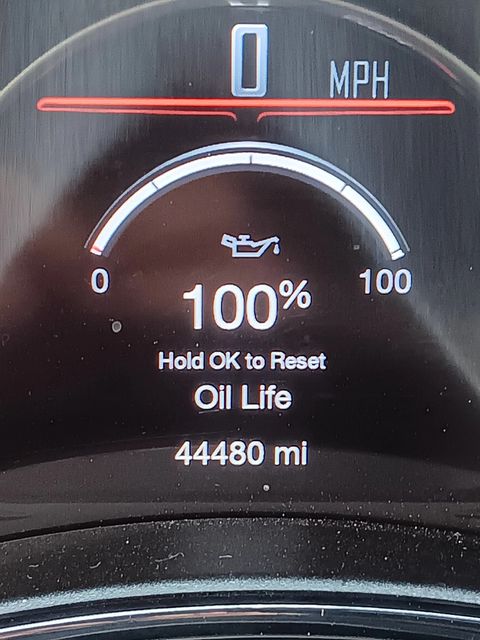 0 MPH
0 100
100%
Hold OK to Reset
Oil Life
44480 mi